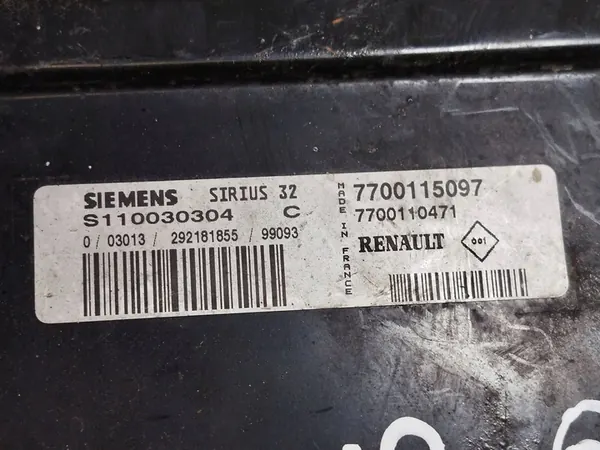 SIEMENS SIRIUS 32
S110030304 C
0 / 03013 / 292181855 / 99093
MADE IN FRANCE
7700115097
7700110471
RENAULT 001